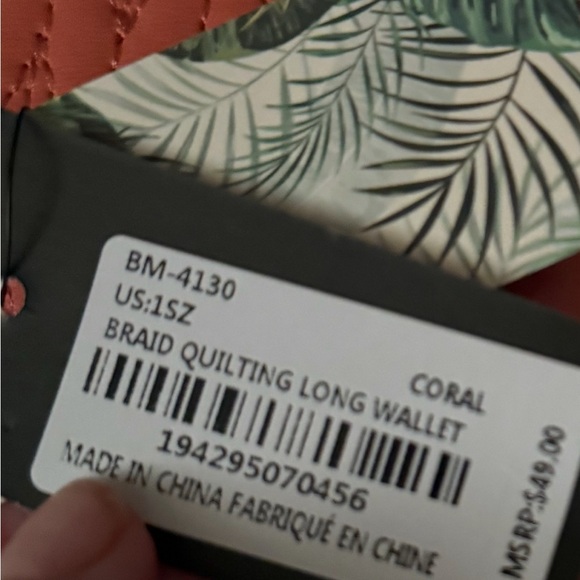 BM-4130
US:1SZ
CORAL
BRAID QUILTING LONG WALLET
194295070456
MADE IN CHINA FABRIQUÉ EN CHINE
MSRP:$49.00